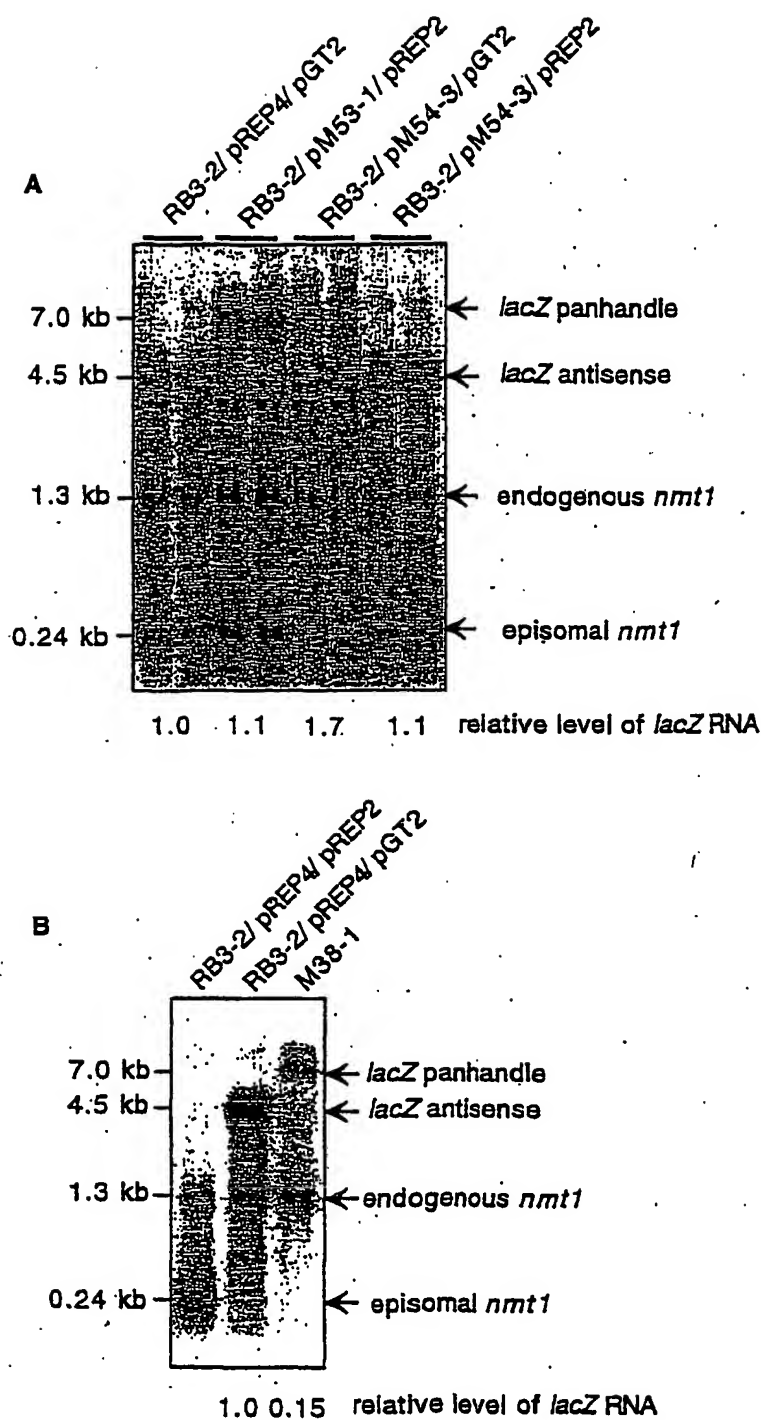 A
RB3-2/ pREP4/ pGT2
RB3-2/ pM53-1/ pREP2
RB3-2/ pM54-3/ pGT2
RB3-2/ pM54-3/ pREP2
7.0 kb
lacZ panhandle
4.5 kb
lacZ antisense
1.3 kb
endogenous nmt1
0.24 kb
episomal nmt1
1.0 1.1 1.7 1.1 relative level of lacZ RNA
B
RB3-2/ pREP4/ pREP2
RB3-2/ pREP4/ pGT2
M38-1
7.0 kb
lacZ panhandle
4.5 kb
lacZ antisense
1.3 kb
endogenous nmt1
0.24 kb
episomal nmt1
1.0 0.15 relative level of lacZ RNA